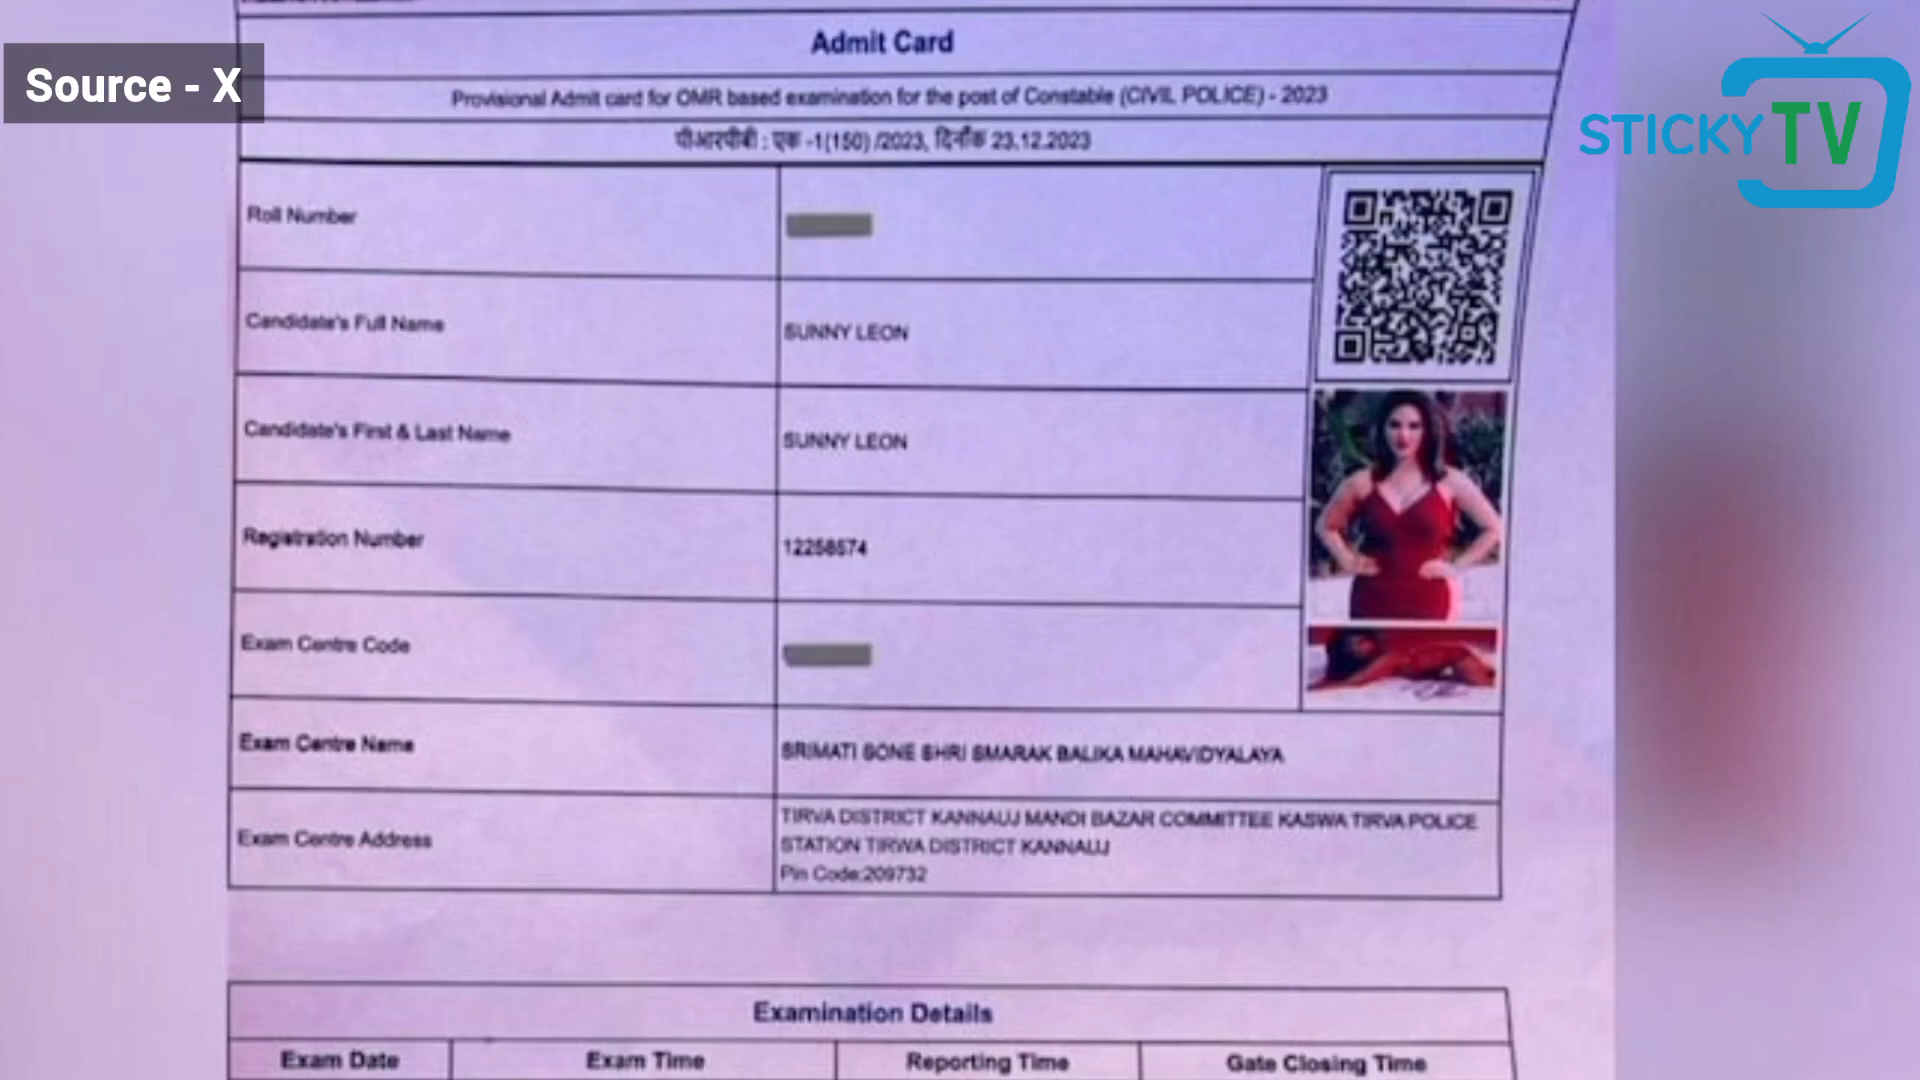 Source - X
STICKY TV
Admit Card
Provisional Admit card for OMR based examination for the post of Constable (CIVIL POLICE) - 2023
पीआरपीबी : एक -1(150) /2023, दिनाँक 23.12.2023
Roll Number
Candidate's Full Name
SUNNY LEON
Candidate's First & Last Name
SUNNY LEON
Registration Number
12258574
Exam Centre Code
Exam Centre Name
SRIMATI SONE SHRI SMARAK BALIKA MAHAVIDYALAYA
Exam Centre Address
TIRVA DISTRICT KANNAUJ MANDI BAZAR COMMITTEE KASWA TIRVA POLICE
STATION TIRWA DISTRICT KANNAUJ
Pin Code:209732
Examination Details
Exam Date
Exam Time
Reporting Time
Gate Closing Time